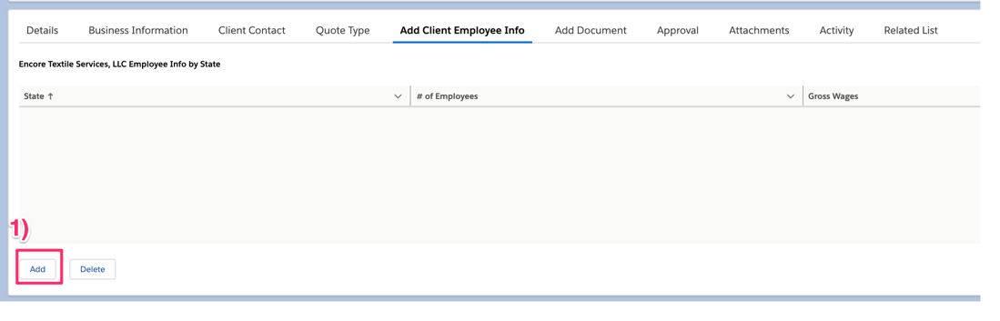 Details Business Information Client Contact Quote Type Add Client Employee Info Add Document Approval Attachments Activity Related List
Encore Textile Services, LLC Employee Info by State
State ↑ # of Employees Gross Wages
1)
Add Delete